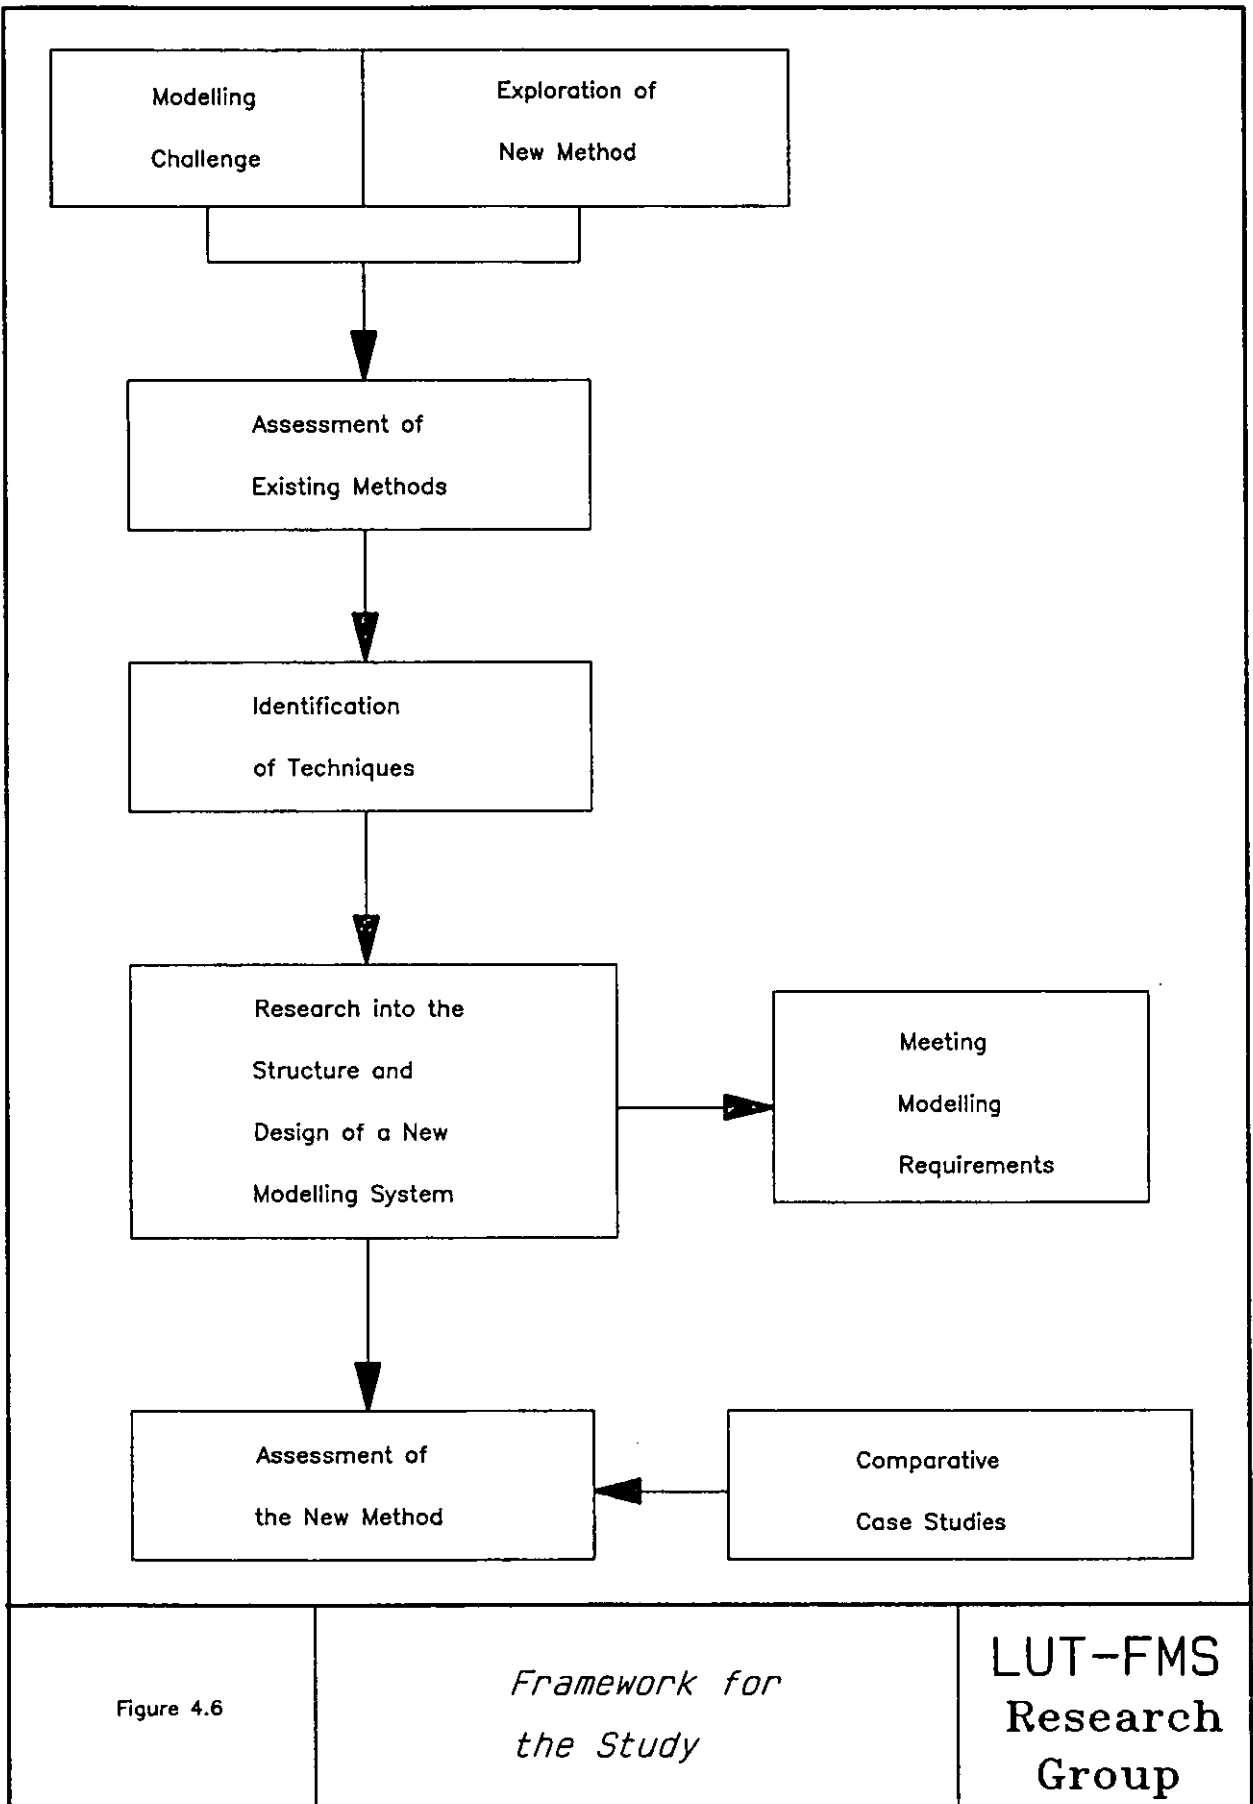 Modelling
Challenge
Exploration of
New Method
Assessment of
Existing Methods
Identification
of Techniques
Research into the
Structure and
Design of a New
Modelling System
Meeting
Modelling
Requirements
Assessment of
the New Method
Comparative
Case Studies
Figure 4.6
Framework for
the Study
LUT-FMS
Research
Group